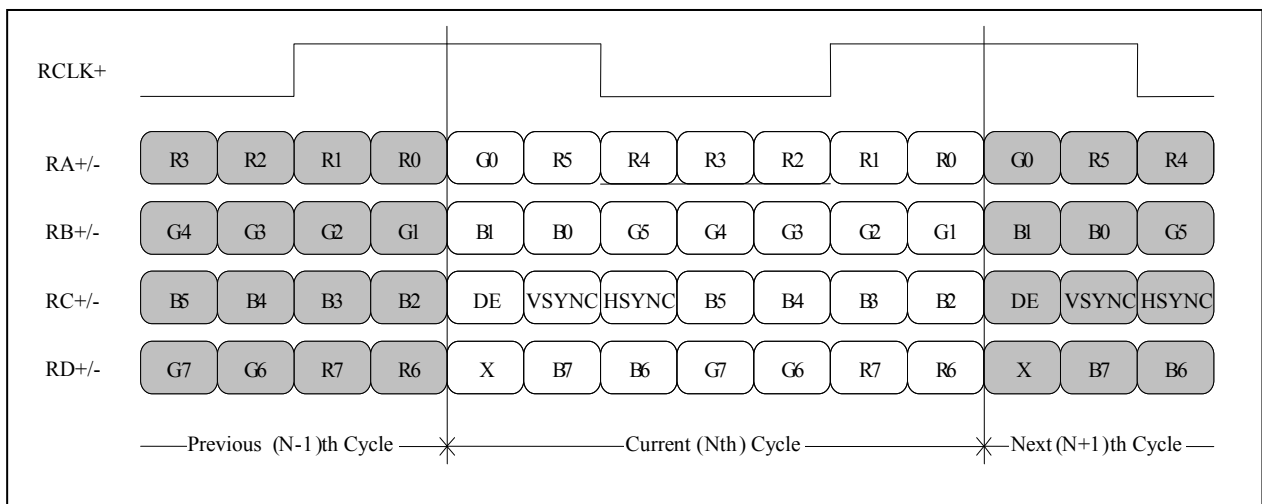 RCLK+
RA+/- R3 R2 R1 R0 G0 R5 R4 R3 R2 R1 R0 G0 R5 R4
RB+/- G4 G3 G2 G1 B1 B0 G5 G4 G3 G2 G1 B1 B0 G5
RC+/- B5 B4 B3 B2 DE VSYNC HSYNC B5 B4 B3 B2 DE VSYNC HSYNC
RD+/- G7 G6 R7 R6 X B7 B6 G7 G6 R7 R6 X B7 B6
Previous (N-1)th Cycle Current (Nth) Cycle Next (N+1)th Cycle